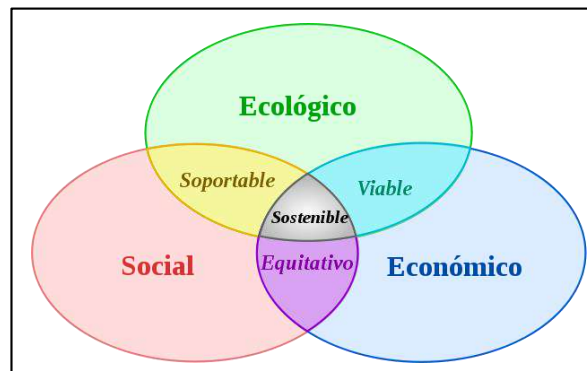 Ecológico
Soportable
Viable
Sostenible
Social
Equitativo
Económico